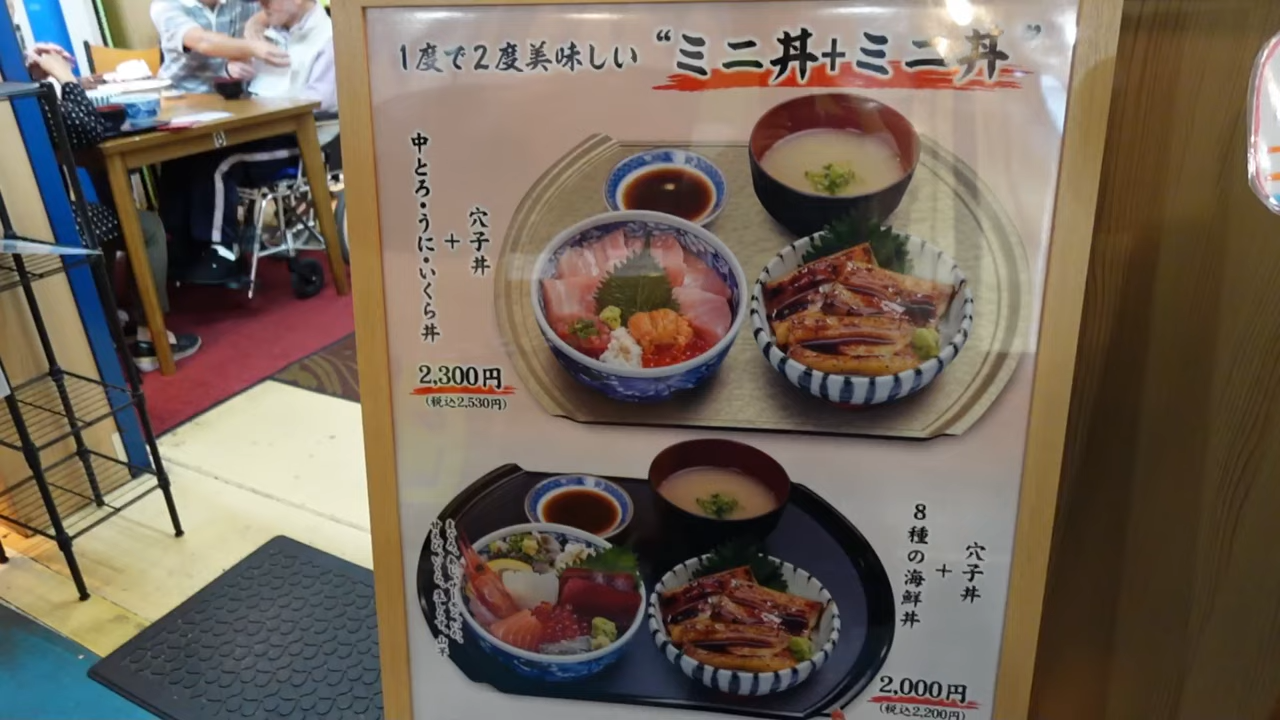 1度で2度美味しい “ミニ丼+ミニ丼”
中とろ・うに・いくら丼
+
穴子丼
2,300円
(税込2,530円)
8種の海鮮丼
+
穴子丼
2,000円
(税込2,200円)